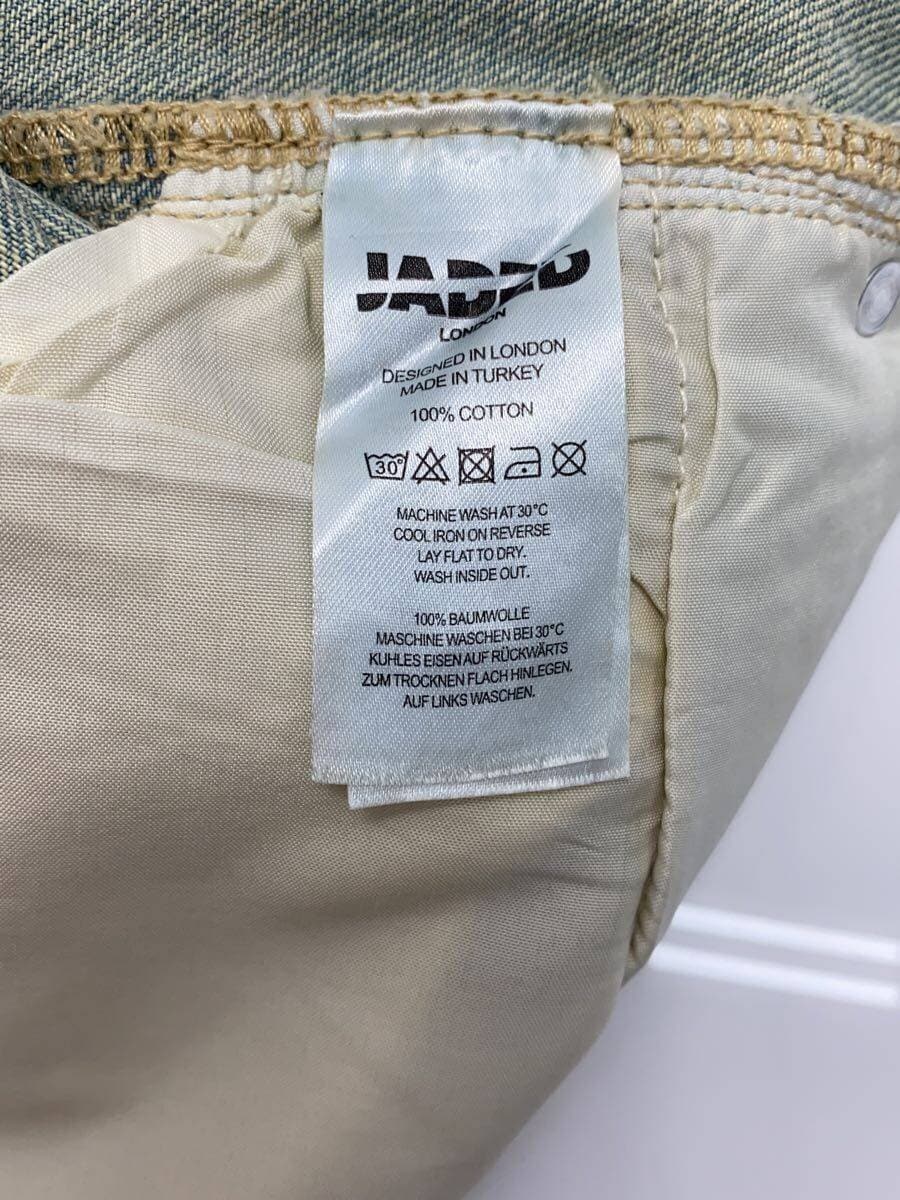 JADED
LONDON
DESIGNED IN LONDON
MADE IN TURKEY
100% COTTON
30°
MACHINE WASH AT 30°C
COOL IRON ON REVERSE
LAY FLAT TO DRY.
WASH INSIDE OUT.
100% BAUMWOLLE
MASCHINE WASCHEN BEI 30°C
KUHLES EISEN AUF RÜCKWÄRTS
ZUM TROCKNEN FLACH HINLEGEN.
AUF LINKS WASCHEN.